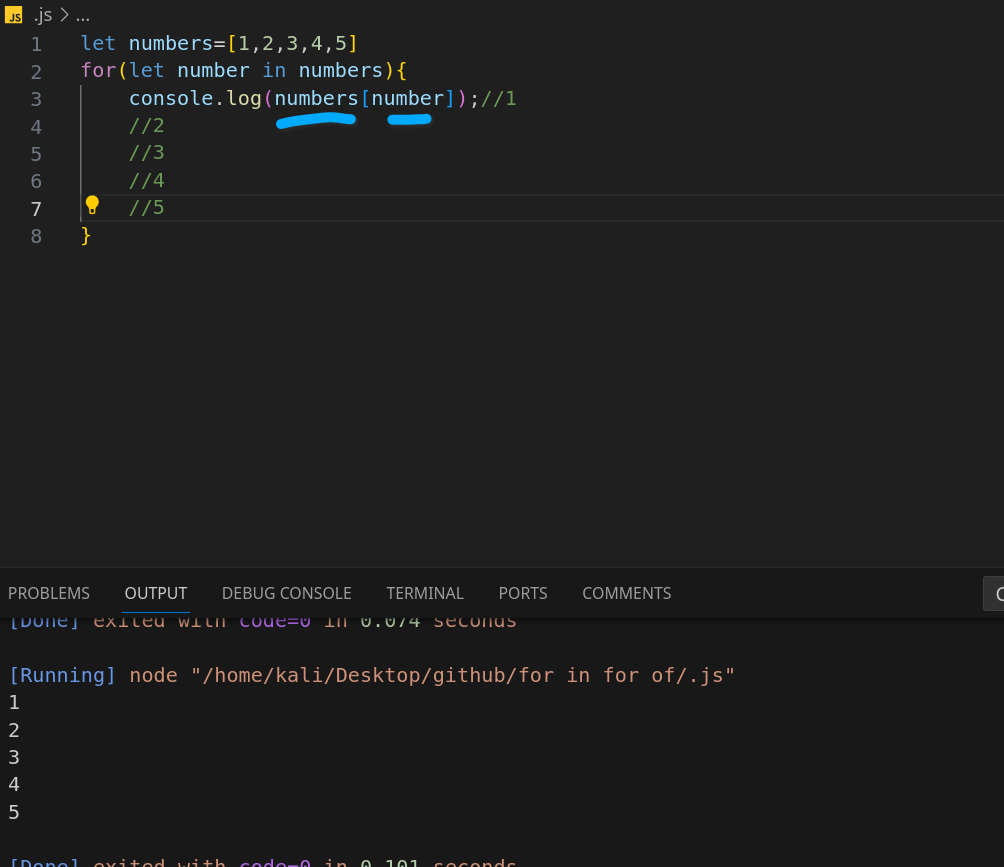 JS .js > ...
1 let numbers=[1,2,3,4,5]
2 for(let number in numbers){
3 console.log(numbers[number]);//1
4 //2
5 //3
6 //4
7 //5
8 }
PROBLEMS OUTPUT DEBUG CONSOLE TERMINAL PORTS COMMENTS
[Done] exited with code=0 in 0.074 seconds
[Running] node "/home/kali/Desktop/github/for in for of/.js"
1
2
3
4
5
[Done] exited with code=0 in 0.101 seconds